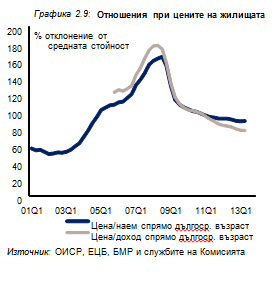 Графика 2.9: Отношения при цените на жилищата
% отклонение от
средната стойност
200
180
160
140
120
100
80
60
40
20
0
01Q1 03Q1 05Q1 07Q1 09Q1 11Q1 13Q1
Цена/наем спрямо дългоср. възраст
Цена/доход спрямо дългоср. възраст
Източник: ОИСР, ЕЦБ, БМР и службите на Комисията